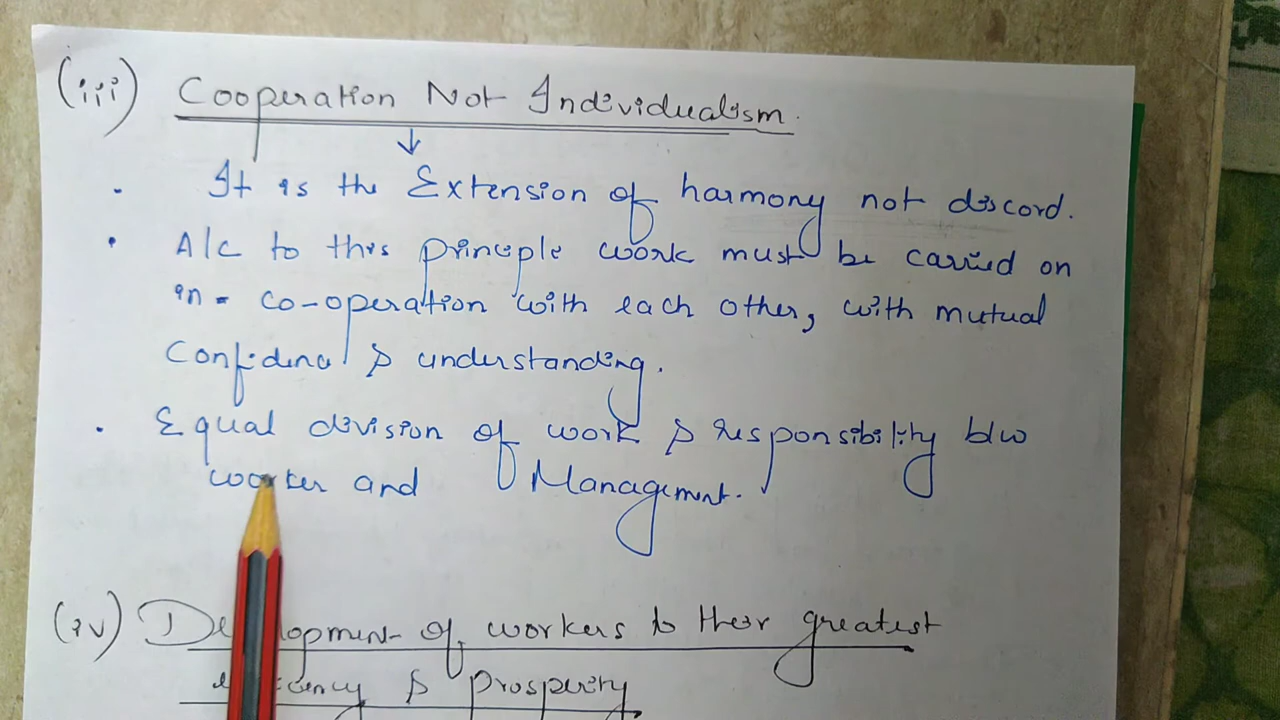 (iii) Cooperation Not Individualism.
↓
• It is the Extension of harmony not discord.
• A/c to this principle work must be carried on
in - co-operation with each other, with mutual
Confidence & understanding.
• Equal division of work & responsibility b/w
worker and Management.
(iv) Development of workers to their greatest
efficiency & prosperity